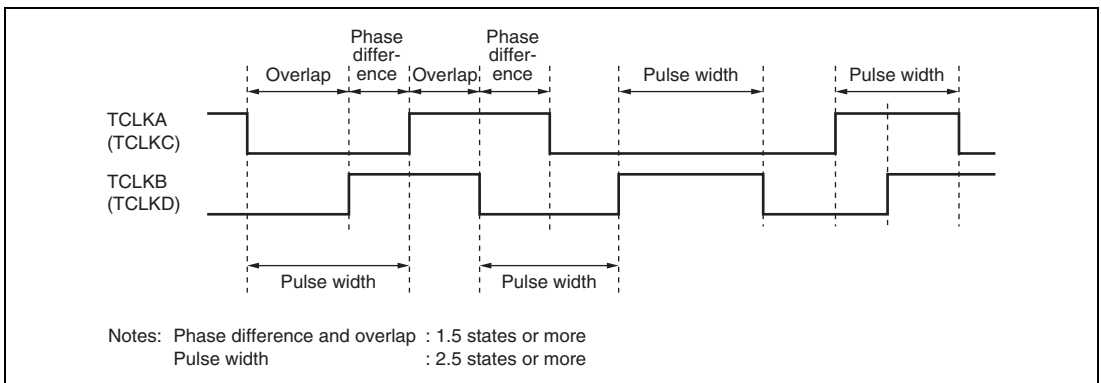 Phase
differ-
ence
Phase
differ-
ence
Overlap
Overlap
Pulse width
Pulse width
TCLKA
(TCLKC)
TCLKB
(TCLKD)
Pulse width
Pulse width
Notes: Phase difference and overlap : 1.5 states or more
Pulse width : 2.5 states or more